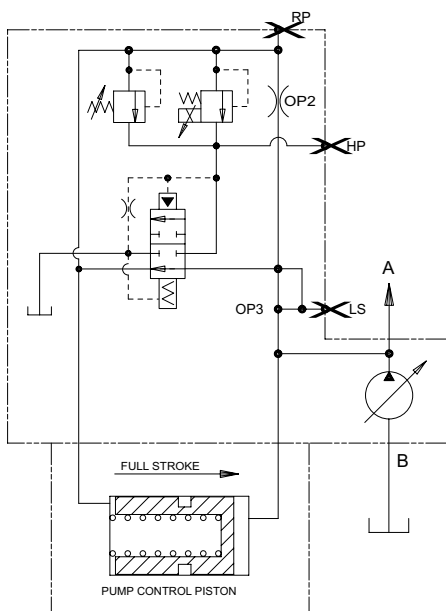 RP
OP2
HP
A
OP3
LS
B
FULL STROKE
PUMP CONTROL PISTON